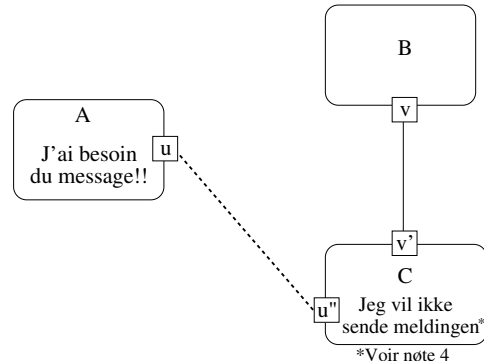 B
v
A
J'ai besoin
du message!!
u
v'
C
u"
Jeg vil ikke
sende meldingen*
*Voir nøte 4